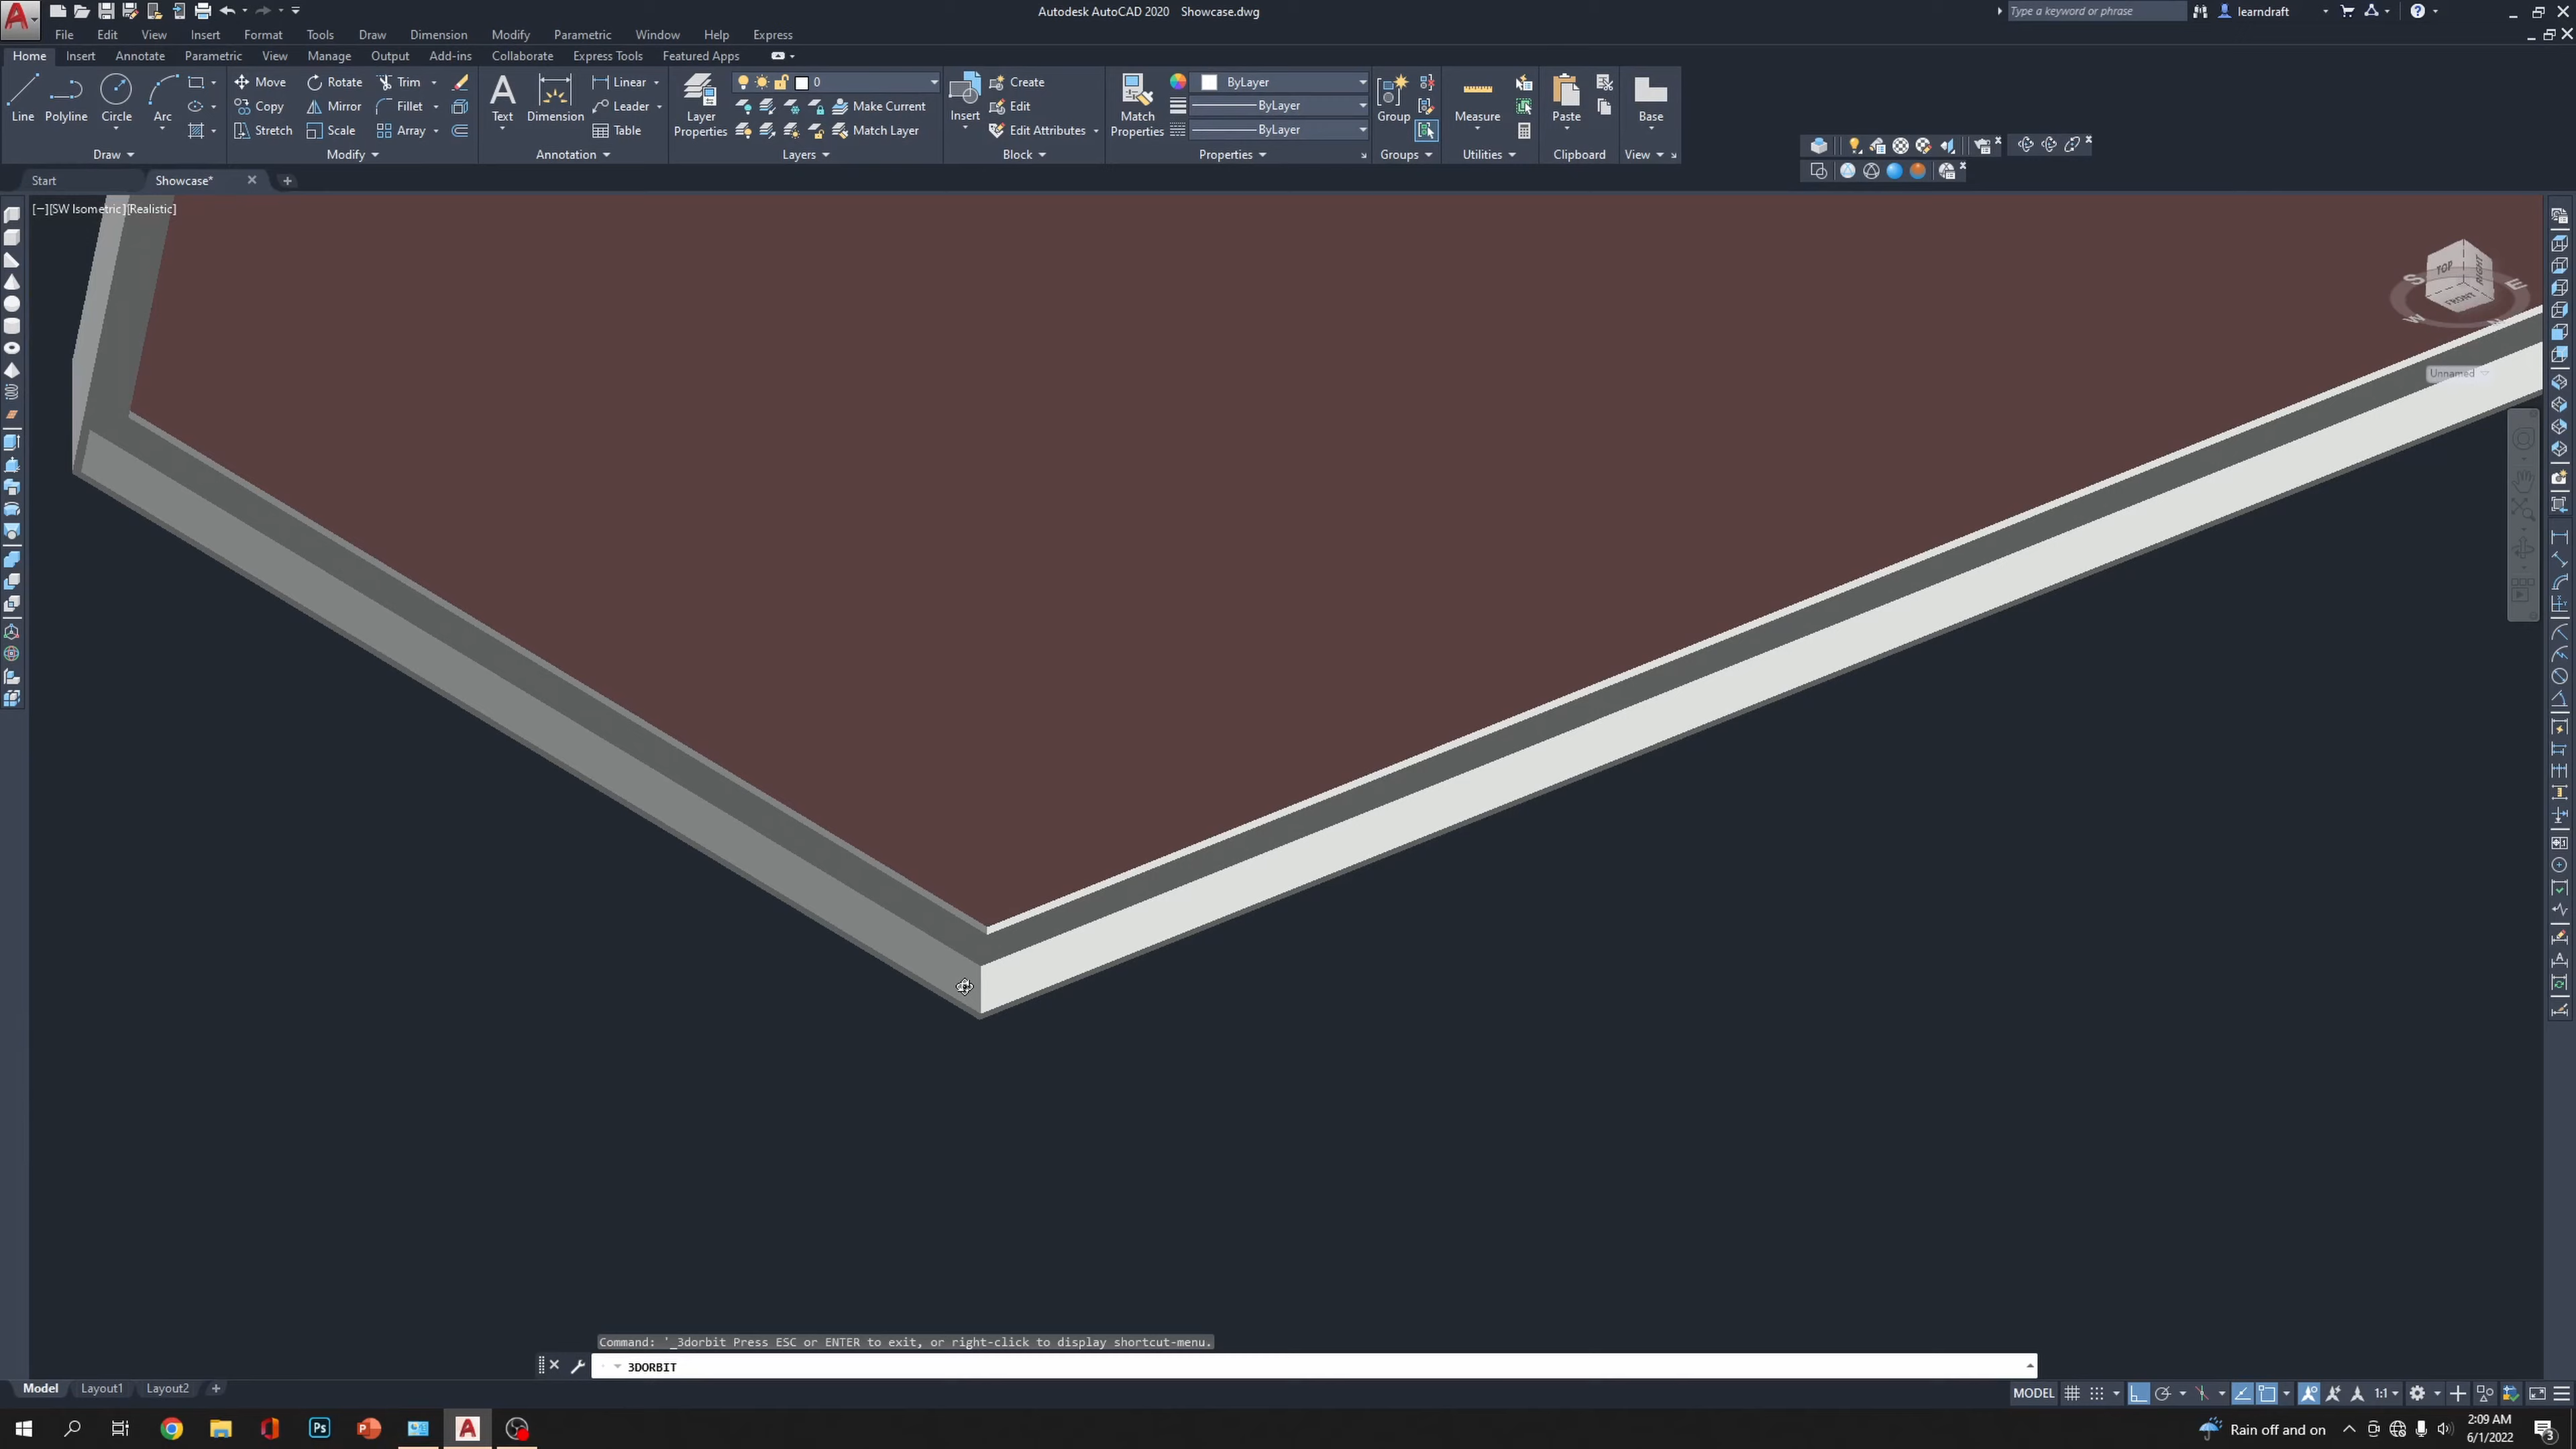 Autodesk AutoCAD 2020 Showcase.dwg
Type a keyword or phrase
learndraft
File Edit View Insert Format Tools Draw Dimension Modify Parametric Window Help Express
Home Insert Annotate Parametric View Manage Output Add-ins Collaborate Express Tools Featured Apps
Move Rotate Trim Linear 0 Create ByLayer
Copy Mirror Fillet Leader Make Current Edit ByLayer
Stretch Scale Array Table Match Layer Edit Attributes ByLayer
Line Polyline Circle Arc Text Dimension Layer Properties Insert Match Properties Group Measure Paste Base
Draw Modify Annotation Layers Block Properties Groups Utilities Clipboard View
Start Showcase* +
[−][SW Isometric][Realistic]
TOP RIGHT
FRONT
S E
W
Unnamed
Command: '_3dorbit Press ESC or ENTER to exit, or right-click to display shortcut-menu.
3DORBIT
Model Layout1 Layout2 +
MODEL 1:1
Ps
Rain off and on
2:09 AM
6/1/2022
3